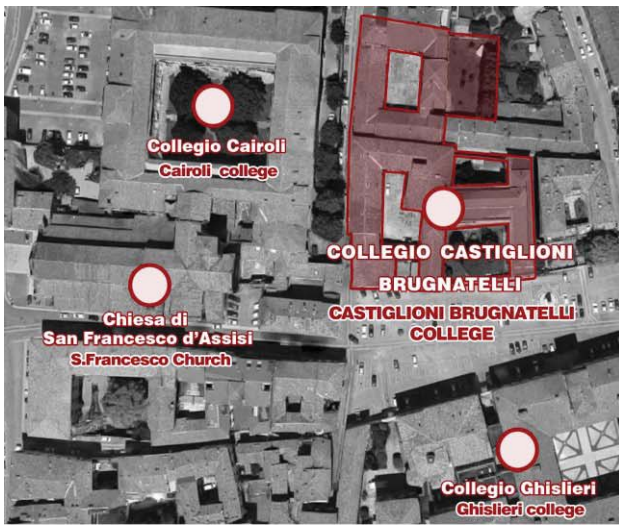 Collegio Cairoli
Cairoli college
COLLEGIO CASTIGLIONI
BRUGNATELLI
CASTIGLIONI BRUGNATELLI
COLLEGE
Chiesa di
San Francesco d'Assisi
S.Francesco Church
Collegio Ghislieri
Ghislieri college